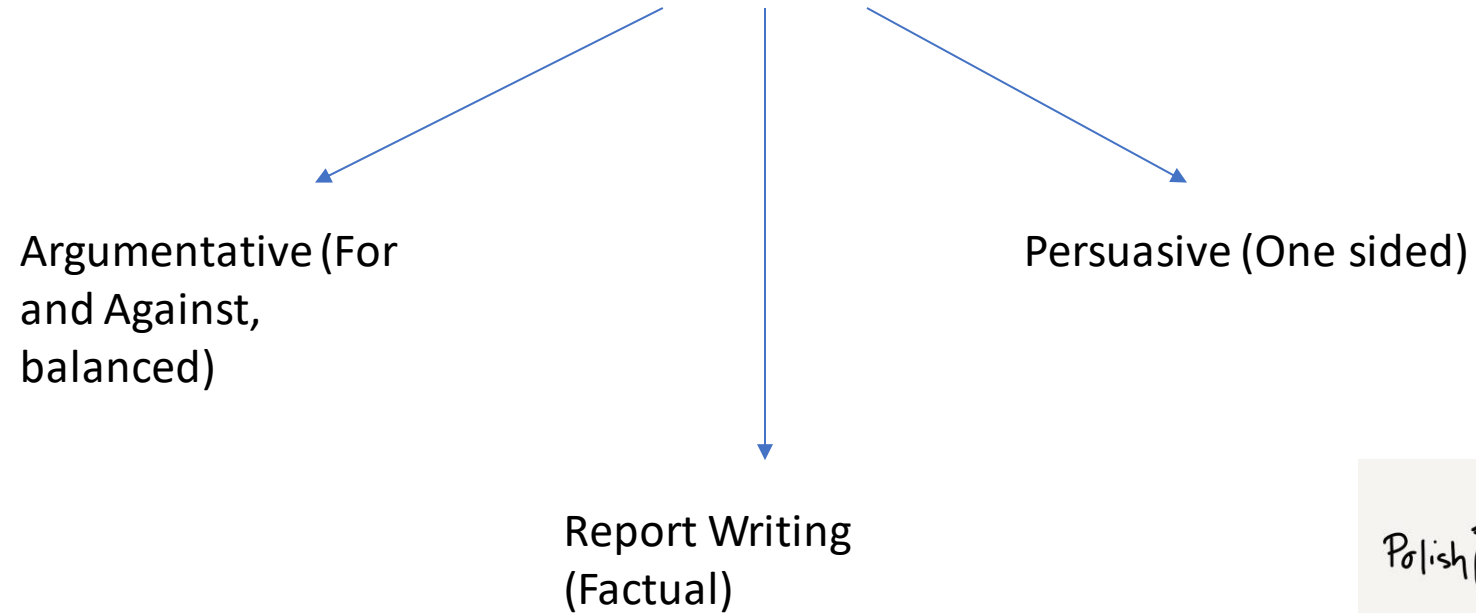 Argumentative (For
and Against,
balanced)
Persuasive (One sided)
Report Writing
(Factual)
Polish